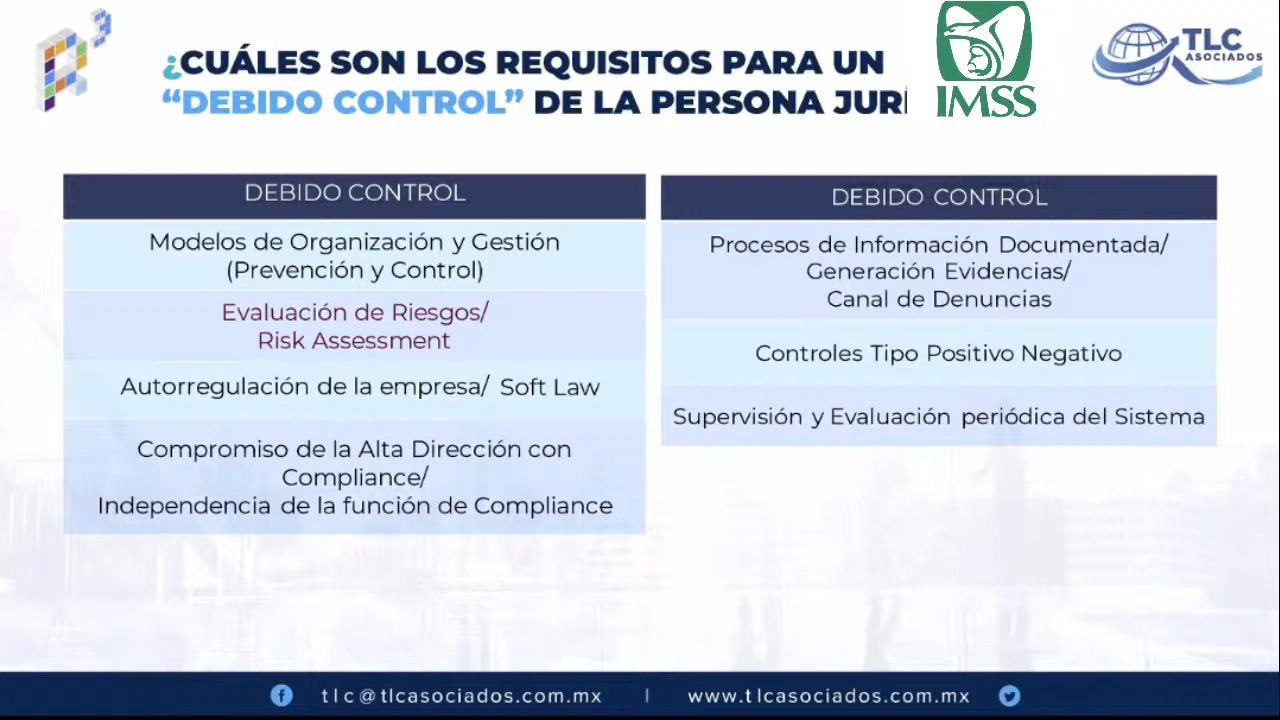 ¿CUÁLES SON LOS REQUISITOS PARA UN
“DEBIDO CONTROL” DE LA PERSONA JURÍ
IMSS
TLC
ASOCIADOS
DEBIDO CONTROL
Modelos de Organización y Gestión
(Prevención y Control)
Evaluación de Riesgos/
Risk Assessment
Autorregulación de la empresa/ Soft Law
Compromiso de la Alta Dirección con
Compliance/
Independencia de la función de Compliance
DEBIDO CONTROL
Procesos de Información Documentada/
Generación Evidencias/
Canal de Denuncias
Controles Tipo Positivo Negativo
Supervisión y Evaluación periódica del Sistema
tlc@tlcasociados.com.mx | www.tlcasociados.com.mx